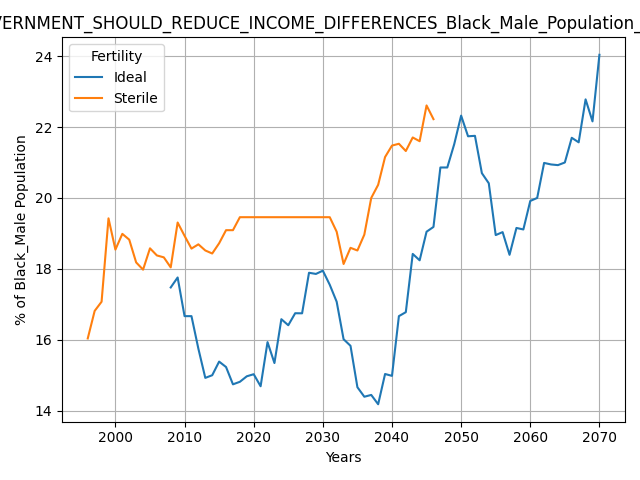 VERNMENT_SHOULD_REDUCE_INCOME_DIFFERENCES_Black_Male_Population_
Fertility
Ideal
Sterile
% of Black_Male Population
24
22
20
18
16
14
2000 2010 2020 2030 2040 2050 2060 2070
Years